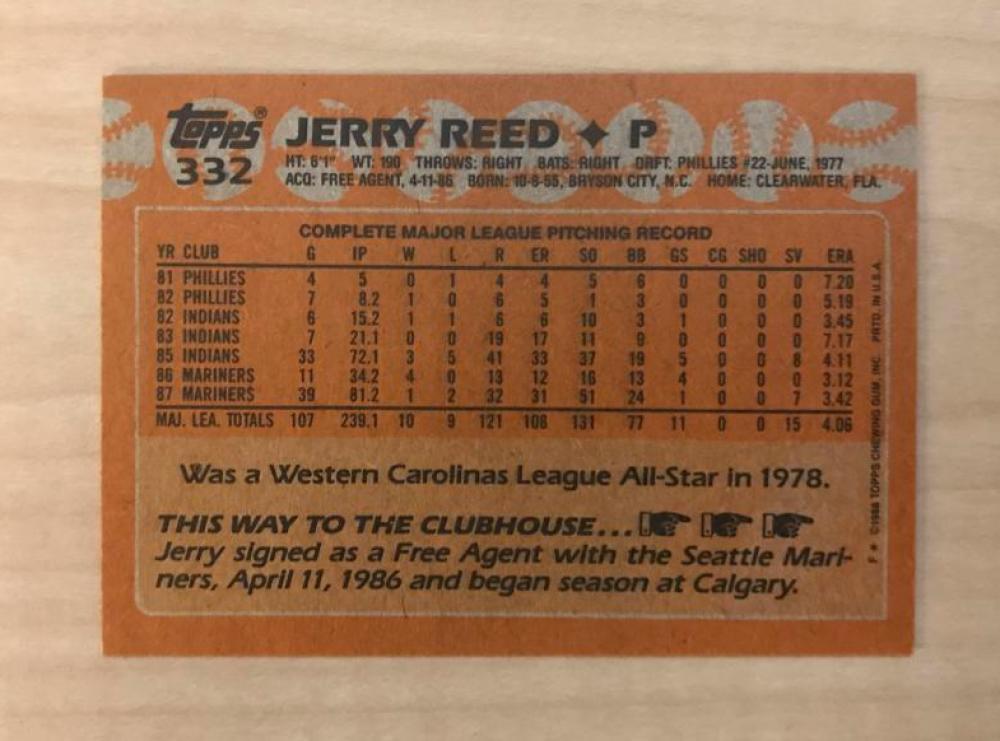 Topps® JERRY REED ✦ P
332 HT: 6'1" WT: 190 THROWS: RIGHT BATS: RIGHT DRFT: PHILLIES #22-JUNE, 1977
ACQ: FREE AGENT, 4-11-86 BORN: 10-8-55, BRYSON CITY, N.C. HOME: CLEARWATER, FLA.
COMPLETE MAJOR LEAGUE PITCHING RECORD
YR CLUB G IP W L R ER SO BB GS CG SHO SV ERA
81 PHILLIES 4 5 0 1 4 4 5 6 0 0 0 0 7.20
82 PHILLIES 7 8.2 1 0 6 5 1 3 0 0 0 0 5.19
82 INDIANS 6 15.2 1 1 6 6 10 3 1 0 0 0 3.45
83 INDIANS 7 21.1 0 0 19 17 11 9 0 0 0 0 7.17
85 INDIANS 33 72.1 3 5 41 33 37 19 5 0 0 8 4.11
86 MARINERS 11 34.2 4 0 13 12 16 13 4 0 0 0 3.12
87 MARINERS 39 81.2 1 2 32 31 51 24 1 0 0 7 3.42
MAJ. LEA. TOTALS 107 239.1 10 9 121 108 131 77 11 0 0 15 4.06
Was a Western Carolinas League All-Star in 1978.
THIS WAY TO THE CLUBHOUSE...
Jerry signed as a Free Agent with the Seattle Mari-
ners, April 11, 1986 and began season at Calgary.
F★ ©1988 TOPPS CHEWING GUM, INC. PRTD. IN U.S.A.